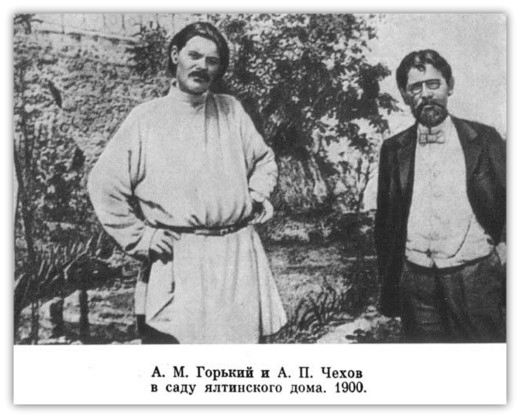 А. М. Горький и А. П. Чехов
в саду ялтинского дома. 1900.